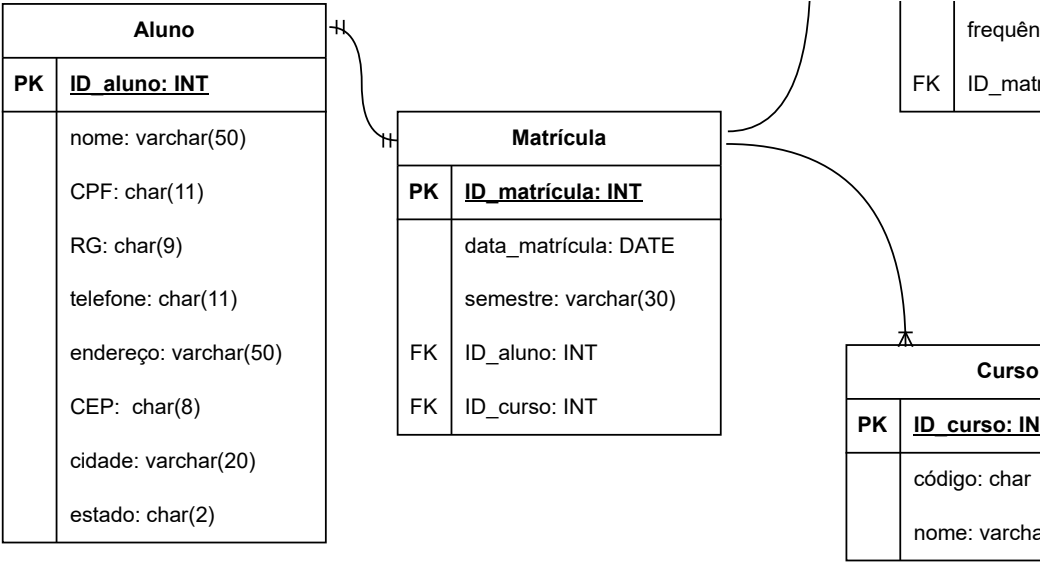 Aluno
PK ID_aluno: INT
nome: varchar(50)
CPF: char(11)
RG: char(9)
telefone: char(11)
endereço: varchar(50)
CEP: char(8)
cidade: varchar(20)
estado: char(2)
Matrícula
PK ID_matrícula: INT
data_matrícula: DATE
semestre: varchar(30)
FK ID_aluno: INT
FK ID_curso: INT
FK
Curso
PK ID_curso:
código: char
nome: